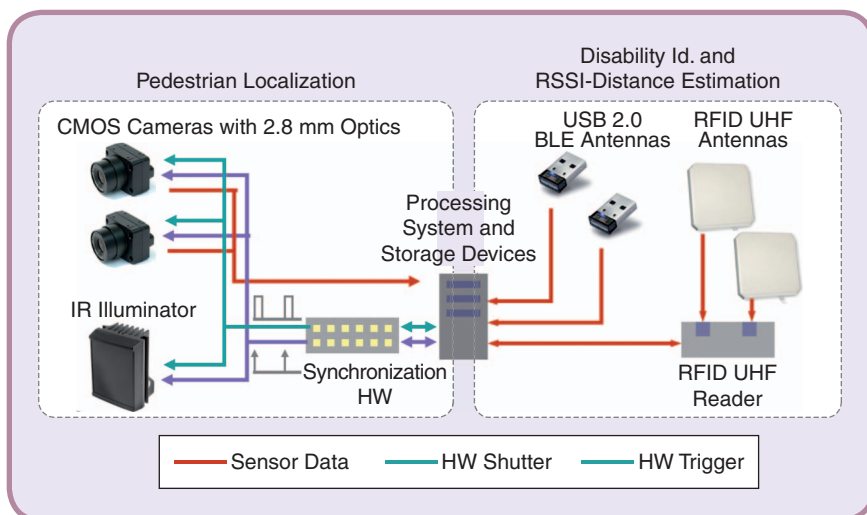 Pedestrian Localization
Disability Id. and
RSSI-Distance Estimation
CMOS Cameras with 2.8 mm Optics
USB 2.0
BLE Antennas
RFID UHF
Antennas
Processing
System and
Storage Devices
IR Illuminator
Synchronization
HW
RFID UHF
Reader
Sensor Data
HW Shutter
HW Trigger